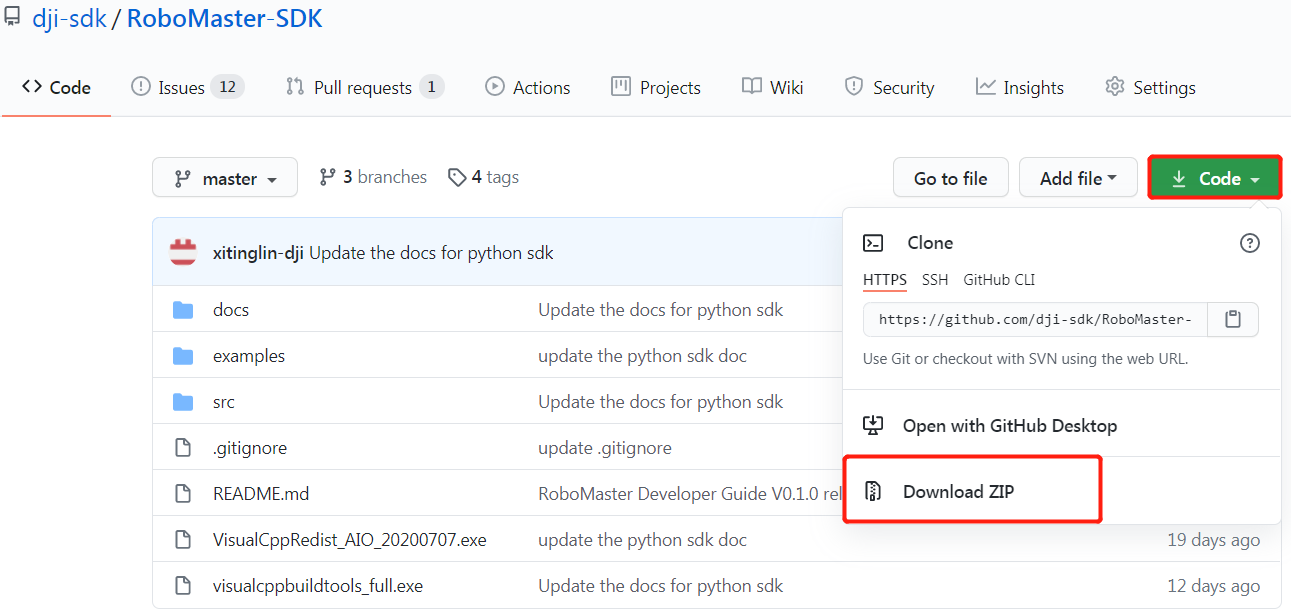 dji-sdk / RoboMaster-SDK
Code Issues 12 Pull requests 1 Actions Projects Wiki Security Insights Settings
master 3 branches 4 tags Go to file Add file Code
xitinglin-dji Update the docs for python sdk
docs Update the docs for python sdk
examples update the python sdk doc
src Update the docs for python sdk
.gitignore update .gitignore
README.md RoboMaster Developer Guide V0.1.0 rel
VisualCppRedist_AIO_20200707.exe update the python sdk doc 19 days ago
visualcppbuildtools_full.exe Update the docs for python sdk 12 days ago
Clone
HTTPS SSH GitHub CLI
https://github.com/dji-sdk/RoboMaster-
Use Git or checkout with SVN using the web URL.
Open with GitHub Desktop
Download ZIP